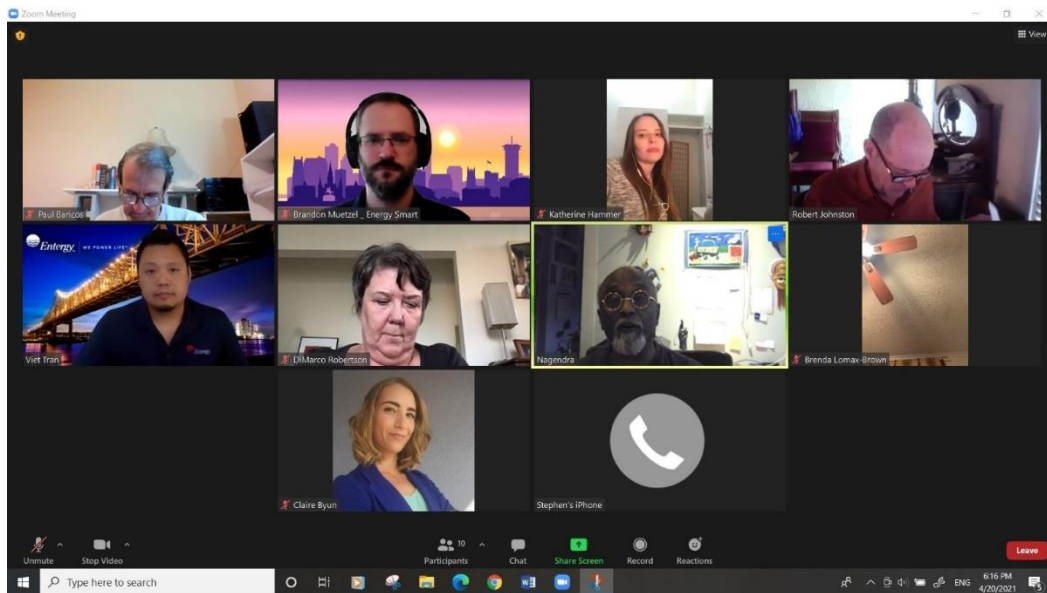 Zoom Meeting
View
Paul Baricos
Brandon Muetzel _ Energy Smart
Katherine Hammer
Robert Johnston
Entergy WE POWER LIFE
Viet Tran
DiMarco Robertson
Nagendra
Brenda Lomax-Brown
Claire Byun
Stephen's iPhone
Unmute
Stop Video
Participants
10
Chat
Share Screen
Record
Reactions
Leave
Type here to search
ENG
6:16 PM
4/20/2021
5